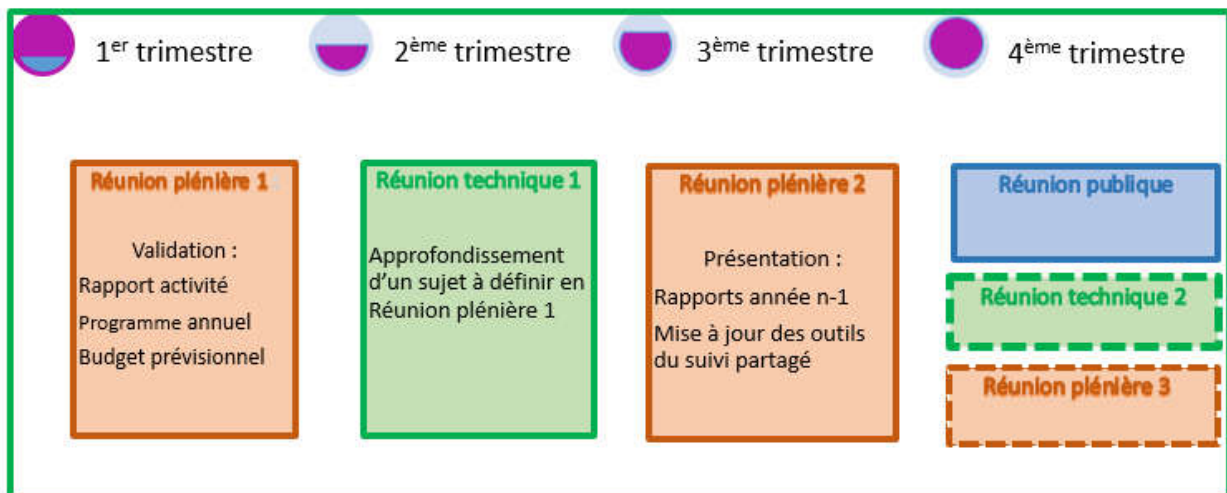 1er trimestre
2ème trimestre
3ème trimestre
4ème trimestre
Réunion plénière 1
Validation :
Rapport activité
Programme annuel
Budget prévisionnel
Réunion technique 1
Approfondissement
d'un sujet à définir en
Réunion plénière 1
Réunion plénière 2
Présentation :
Rapports année n-1
Mise à jour des outils
du suivi partagé
Réunion publique
Réunion technique 2
Réunion plénière 3